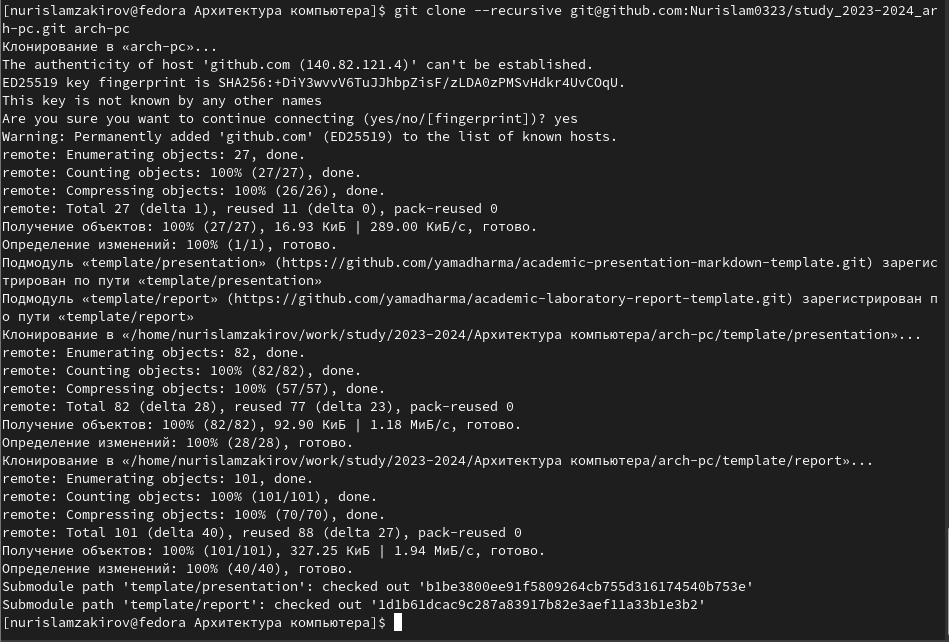 [nurislamzakirov@fedora Архитектура компьютера]$ git clone --recursive git@github.com:Nurislam0323/study_2023-2024_ar
h-pc.git arch-pc
Клонирование в «arch-pc»...
The authenticity of host 'github.com (140.82.121.4)' can't be established.
ED25519 key fingerprint is SHA256:+DiY3wvvV6TuJJhbpZisF/zLDA0zPMSvHdkr4UvCOqU.
This key is not known by any other names
Are you sure you want to continue connecting (yes/no/[fingerprint])? yes
Warning: Permanently added 'github.com' (ED25519) to the list of known hosts.
remote: Enumerating objects: 27, done.
remote: Counting objects: 100% (27/27), done.
remote: Compressing objects: 100% (26/26), done.
remote: Total 27 (delta 1), reused 11 (delta 0), pack-reused 0
Получение объектов: 100% (27/27), 16.93 КиБ | 289.00 КиБ/с, готово.
Определение изменений: 100% (1/1), готово.
Подмодуль «template/presentation» (https://github.com/yamadharma/academic-presentation-markdown-template.git) зарегис
трирован по пути «template/presentation»
Подмодуль «template/report» (https://github.com/yamadharma/academic-laboratory-report-template.git) зарегистрирован п
о пути «template/report»
Клонирование в «/home/nurislamzakirov/work/study/2023-2024/Архитектура компьютера/arch-pc/template/presentation»...
remote: Enumerating objects: 82, done.
remote: Counting objects: 100% (82/82), done.
remote: Compressing objects: 100% (57/57), done.
remote: Total 82 (delta 28), reused 77 (delta 23), pack-reused 0
Получение объектов: 100% (82/82), 92.90 КиБ | 1.18 МиБ/с, готово.
Определение изменений: 100% (28/28), готово.
Клонирование в «/home/nurislamzakirov/work/study/2023-2024/Архитектура компьютера/arch-pc/template/report»...
remote: Enumerating objects: 101, done.
remote: Counting objects: 100% (101/101), done.
remote: Compressing objects: 100% (70/70), done.
remote: Total 101 (delta 40), reused 88 (delta 27), pack-reused 0
Получение объектов: 100% (101/101), 327.25 КиБ | 1.94 МиБ/с, готово.
Определение изменений: 100% (40/40), готово.
Submodule path 'template/presentation': checked out 'b1be3800ee91f5809264cb755d316174540b753e'
Submodule path 'template/report': checked out '1d1b61dcac9c287a83917b82e3aef11a33b1e3b2'
[nurislamzakirov@fedora Архитектура компьютера]$